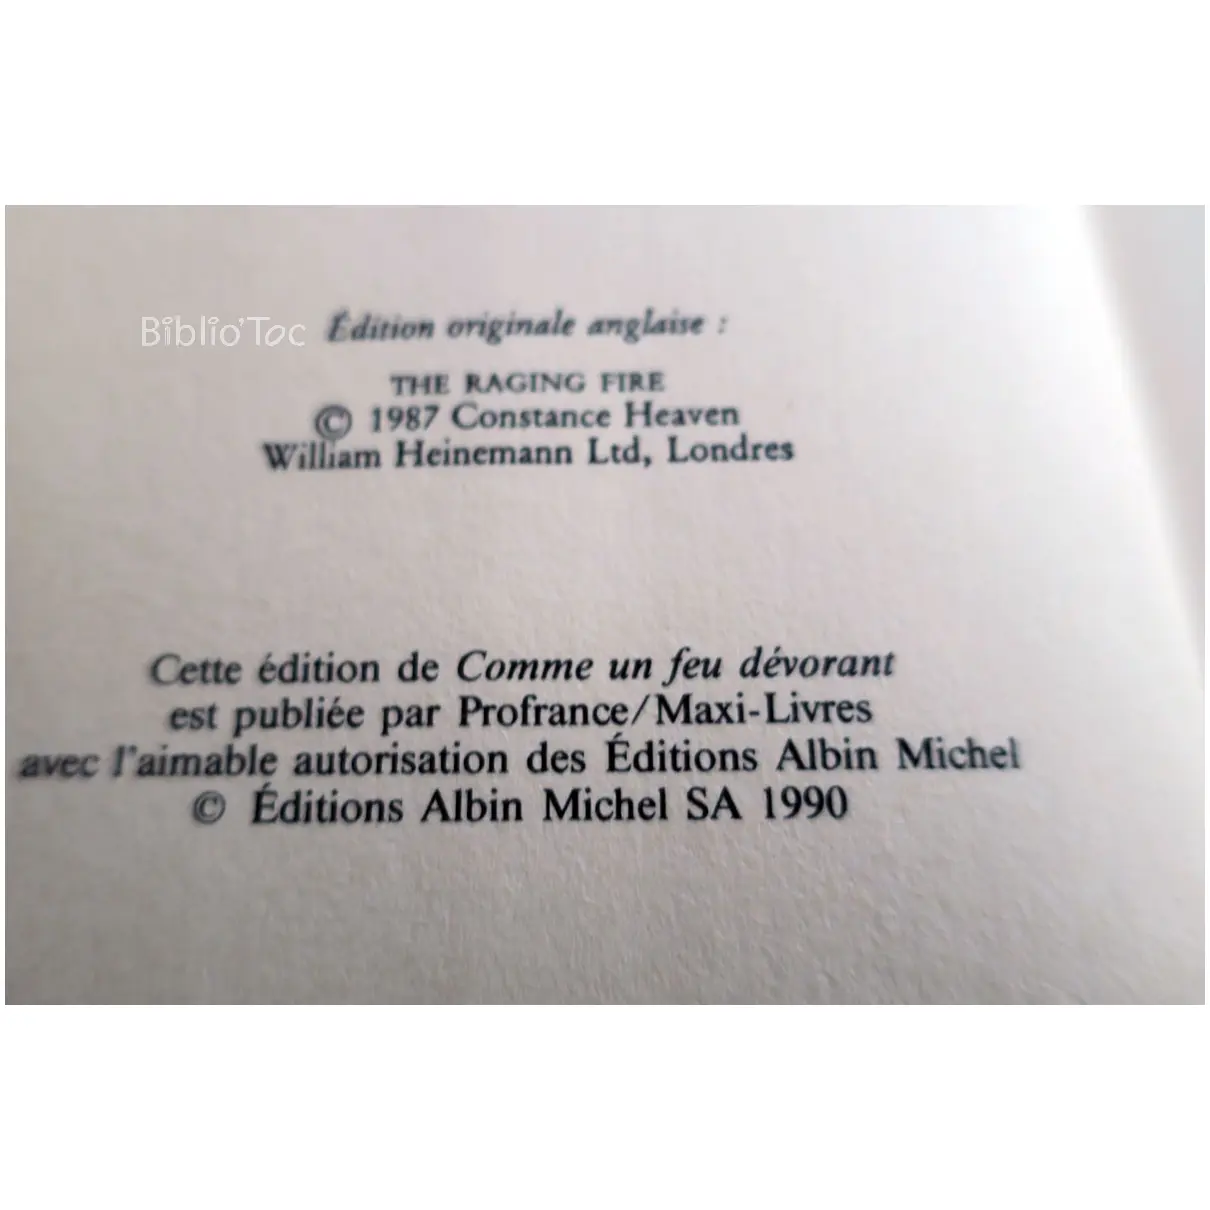 Biblio'Toc
Édition originale anglaise :
THE RAGING FIRE
© 1987 Constance Heaven
William Heinemann Ltd, Londres
Cette édition de Comme un feu dévorant
est publiée par Profrance/Maxi-Livres
avec l'aimable autorisation des Éditions Albin Michel
© Éditions Albin Michel SA 1990